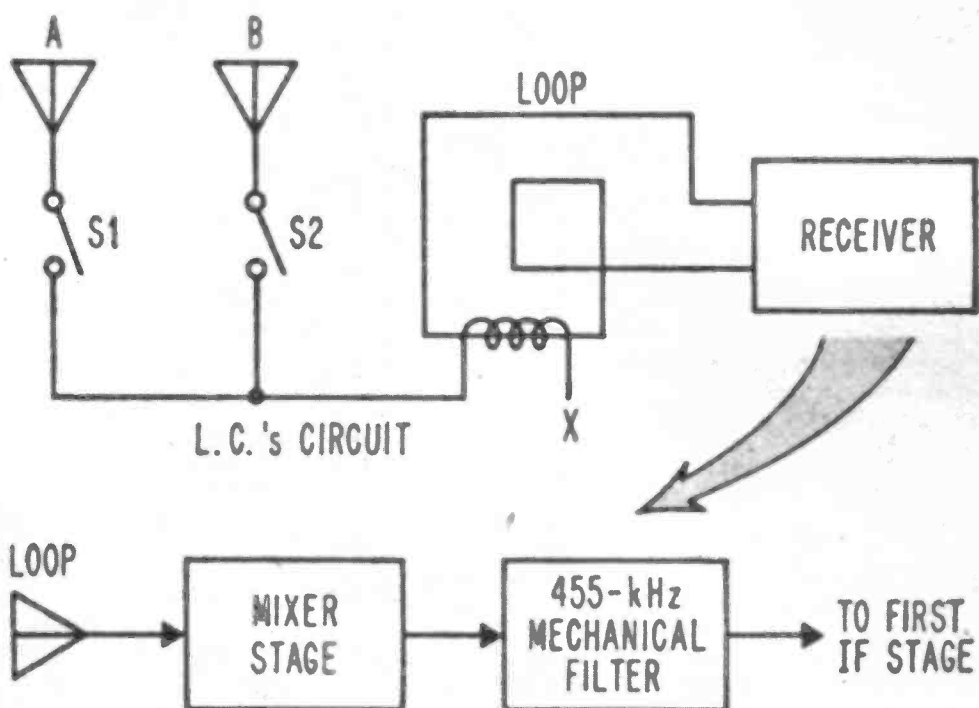 A
B
LOOP
S1
S2
RECEIVER
L.C.'s CIRCUIT
X
LOOP
MIXER
STAGE
455-kHz
MECHANICAL
FILTER
TO FIRST
IF STAGE